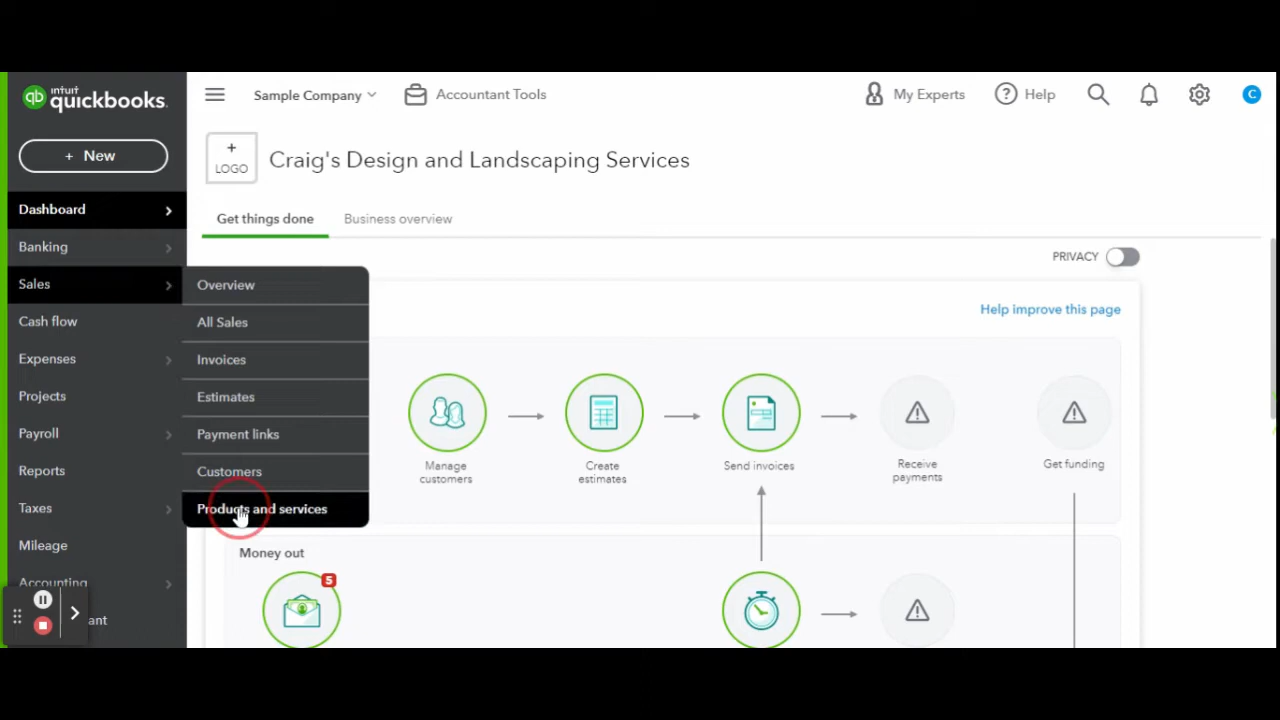 intuit
quickbooks.
qb
Sample Company
Accountant Tools
My Experts
Help
C
+ New
+
LOGO
Craig's Design and Landscaping Services
Dashboard
Banking
Sales
Cash flow
Expenses
Projects
Payroll
Reports
Taxes
Mileage
Accounting
ant
Overview
All Sales
Invoices
Estimates
Payment links
Customers
Products and services
Get things done
Business overview
PRIVACY
Help improve this page
Manage
customers
Create
estimates
Send invoices
Receive
payments
Get funding
Money out
5